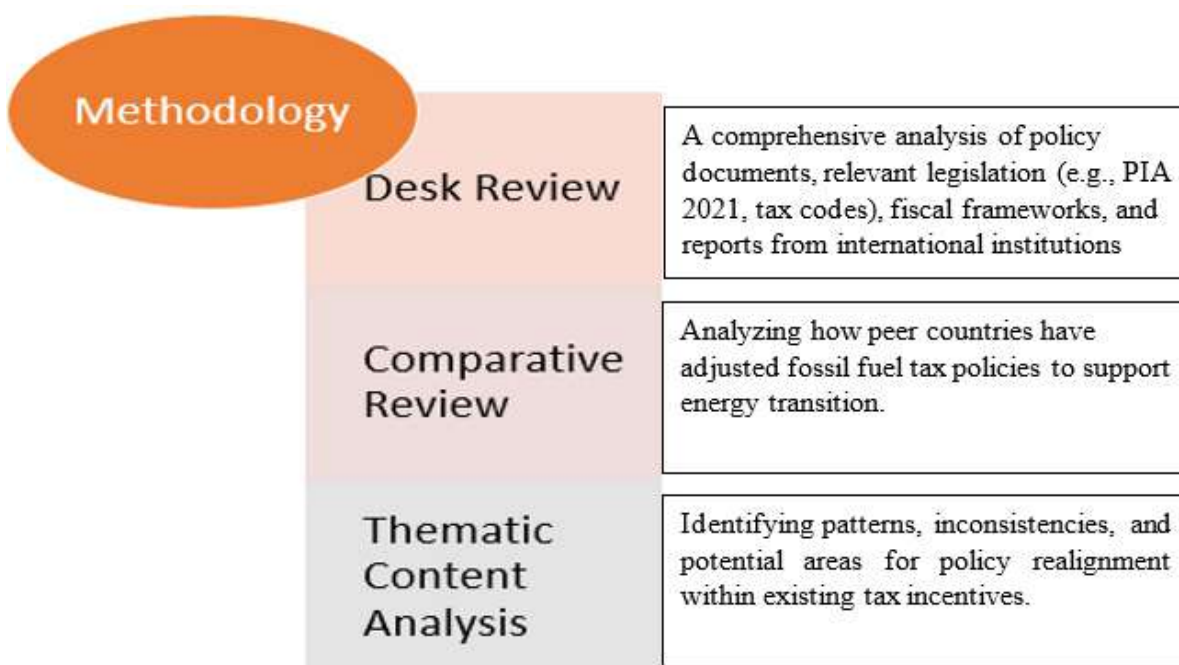 Methodology
Desk Review
A comprehensive analysis of policy
documents, relevant legislation (e.g., PIA
2021, tax codes), fiscal frameworks, and
reports from international institutions
Comparative
Review
Analyzing how peer countries have
adjusted fossil fuel tax policies to support
energy transition.
Thematic
Content
Analysis
Identifying patterns, inconsistencies, and
potential areas for policy realignment
within existing tax incentives.